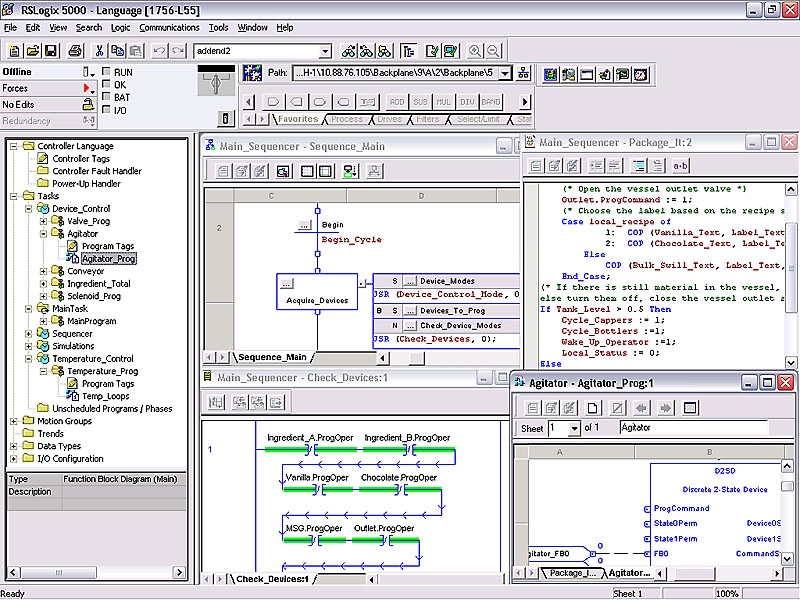 RSLogix 5000 - Language [1756-L55]
File Edit View Search Logic Communications Tools Window Help
addend2
Offline
RUN
Path: ...H-1\10.88.76.105\Backplane\9\A\2\Backplane\5
Forces
OK
No Edits
BAT
Redundancy
I/O
ADD SUB MUL DIV BAND
Favorites Process Drives Filters Select/Limit Stat
Controller Language
Controller Tags
Controller Fault Handler
Power-Up Handler
Tasks
Device_Control
Valve_Prog
Agitator
Program Tags
Agitator_Prog
Conveyor
Ingredient_Total
Solenoid_Prog
MainTask
MainProgram
Sequencer
Simulations
Temperature_Control
Temperature_Prog
Program Tags
Temp_Loops
Unscheduled Programs / Phases
Motion Groups
Trends
Data Types
I/O Configuration
Type Function Block Diagram (Main)
Description
Main_Sequencer - Sequence_Main
C D
2
... Begin
Begin_Cycle
...
Acquire_Devices
S ... Device_Modes
JSR (Device_Control_Mode, 0
B S ... Devices_To_Prog
N ... Check_Device_Modes
JSR (Check_Devices, 0);
Sequence_Main
Main_Sequencer - Package_It:2
a+b
(* Open the vessel outlet valve *)
Outlet.ProgCommand := 1;
(* Choose the label based on the recipe s
Case local_recipe of
1: COP (Vanilla_Text, Label_Text
2: COP (Chocolate_Text, Label_Te
Else
COP (Bulk_Swill_Text, Label_Text,
End_Case;
(* If there is still material in the vessel,
else turn them off, close the vessel outlet a
If Tank_Level > 0.5 Then
Cycle_Cappers := 1;
Cycle_Bottlers :=1;
Wake_Up_Operator :=1;
Local_Status := 0;
Else
Main_Sequencer - Check_Devices:1
1
Ingredient_A.ProgOper Ingredient_B.ProgOper
Vanilla.ProgOper Chocolate.ProgOper
MSG.ProgOper Outlet.ProgOper
Check_Devices:1
Agitator - Agitator_Prog:1
Sheet 1 of 1 Agitator
A B
D2SD
Discrete 2-State Device
ProgCommand
State0Perm Device0S
State1Perm Device1S
gitator_FB0 0 FB0 CommandS
0
Package_I... Agitator...
Ready Sheet 1 100%